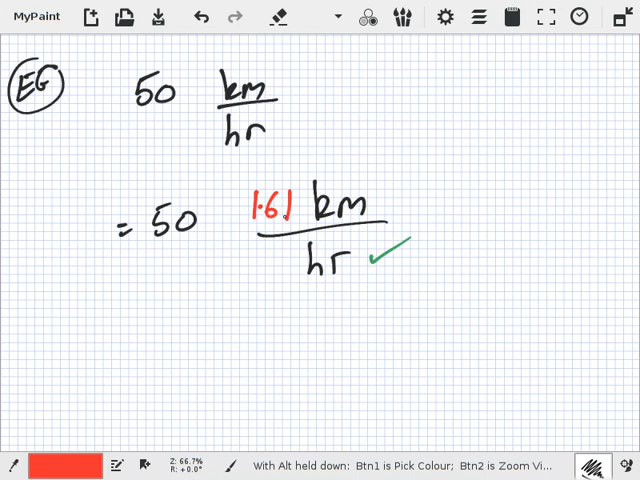 MyPaint
EG 50 km
hr
= 50 1.61 km
hr ✓
Z: 66.7%
R: +0.0°
With Alt held down: Btn1 is Pick Colour; Btn2 is Zoom Vi...